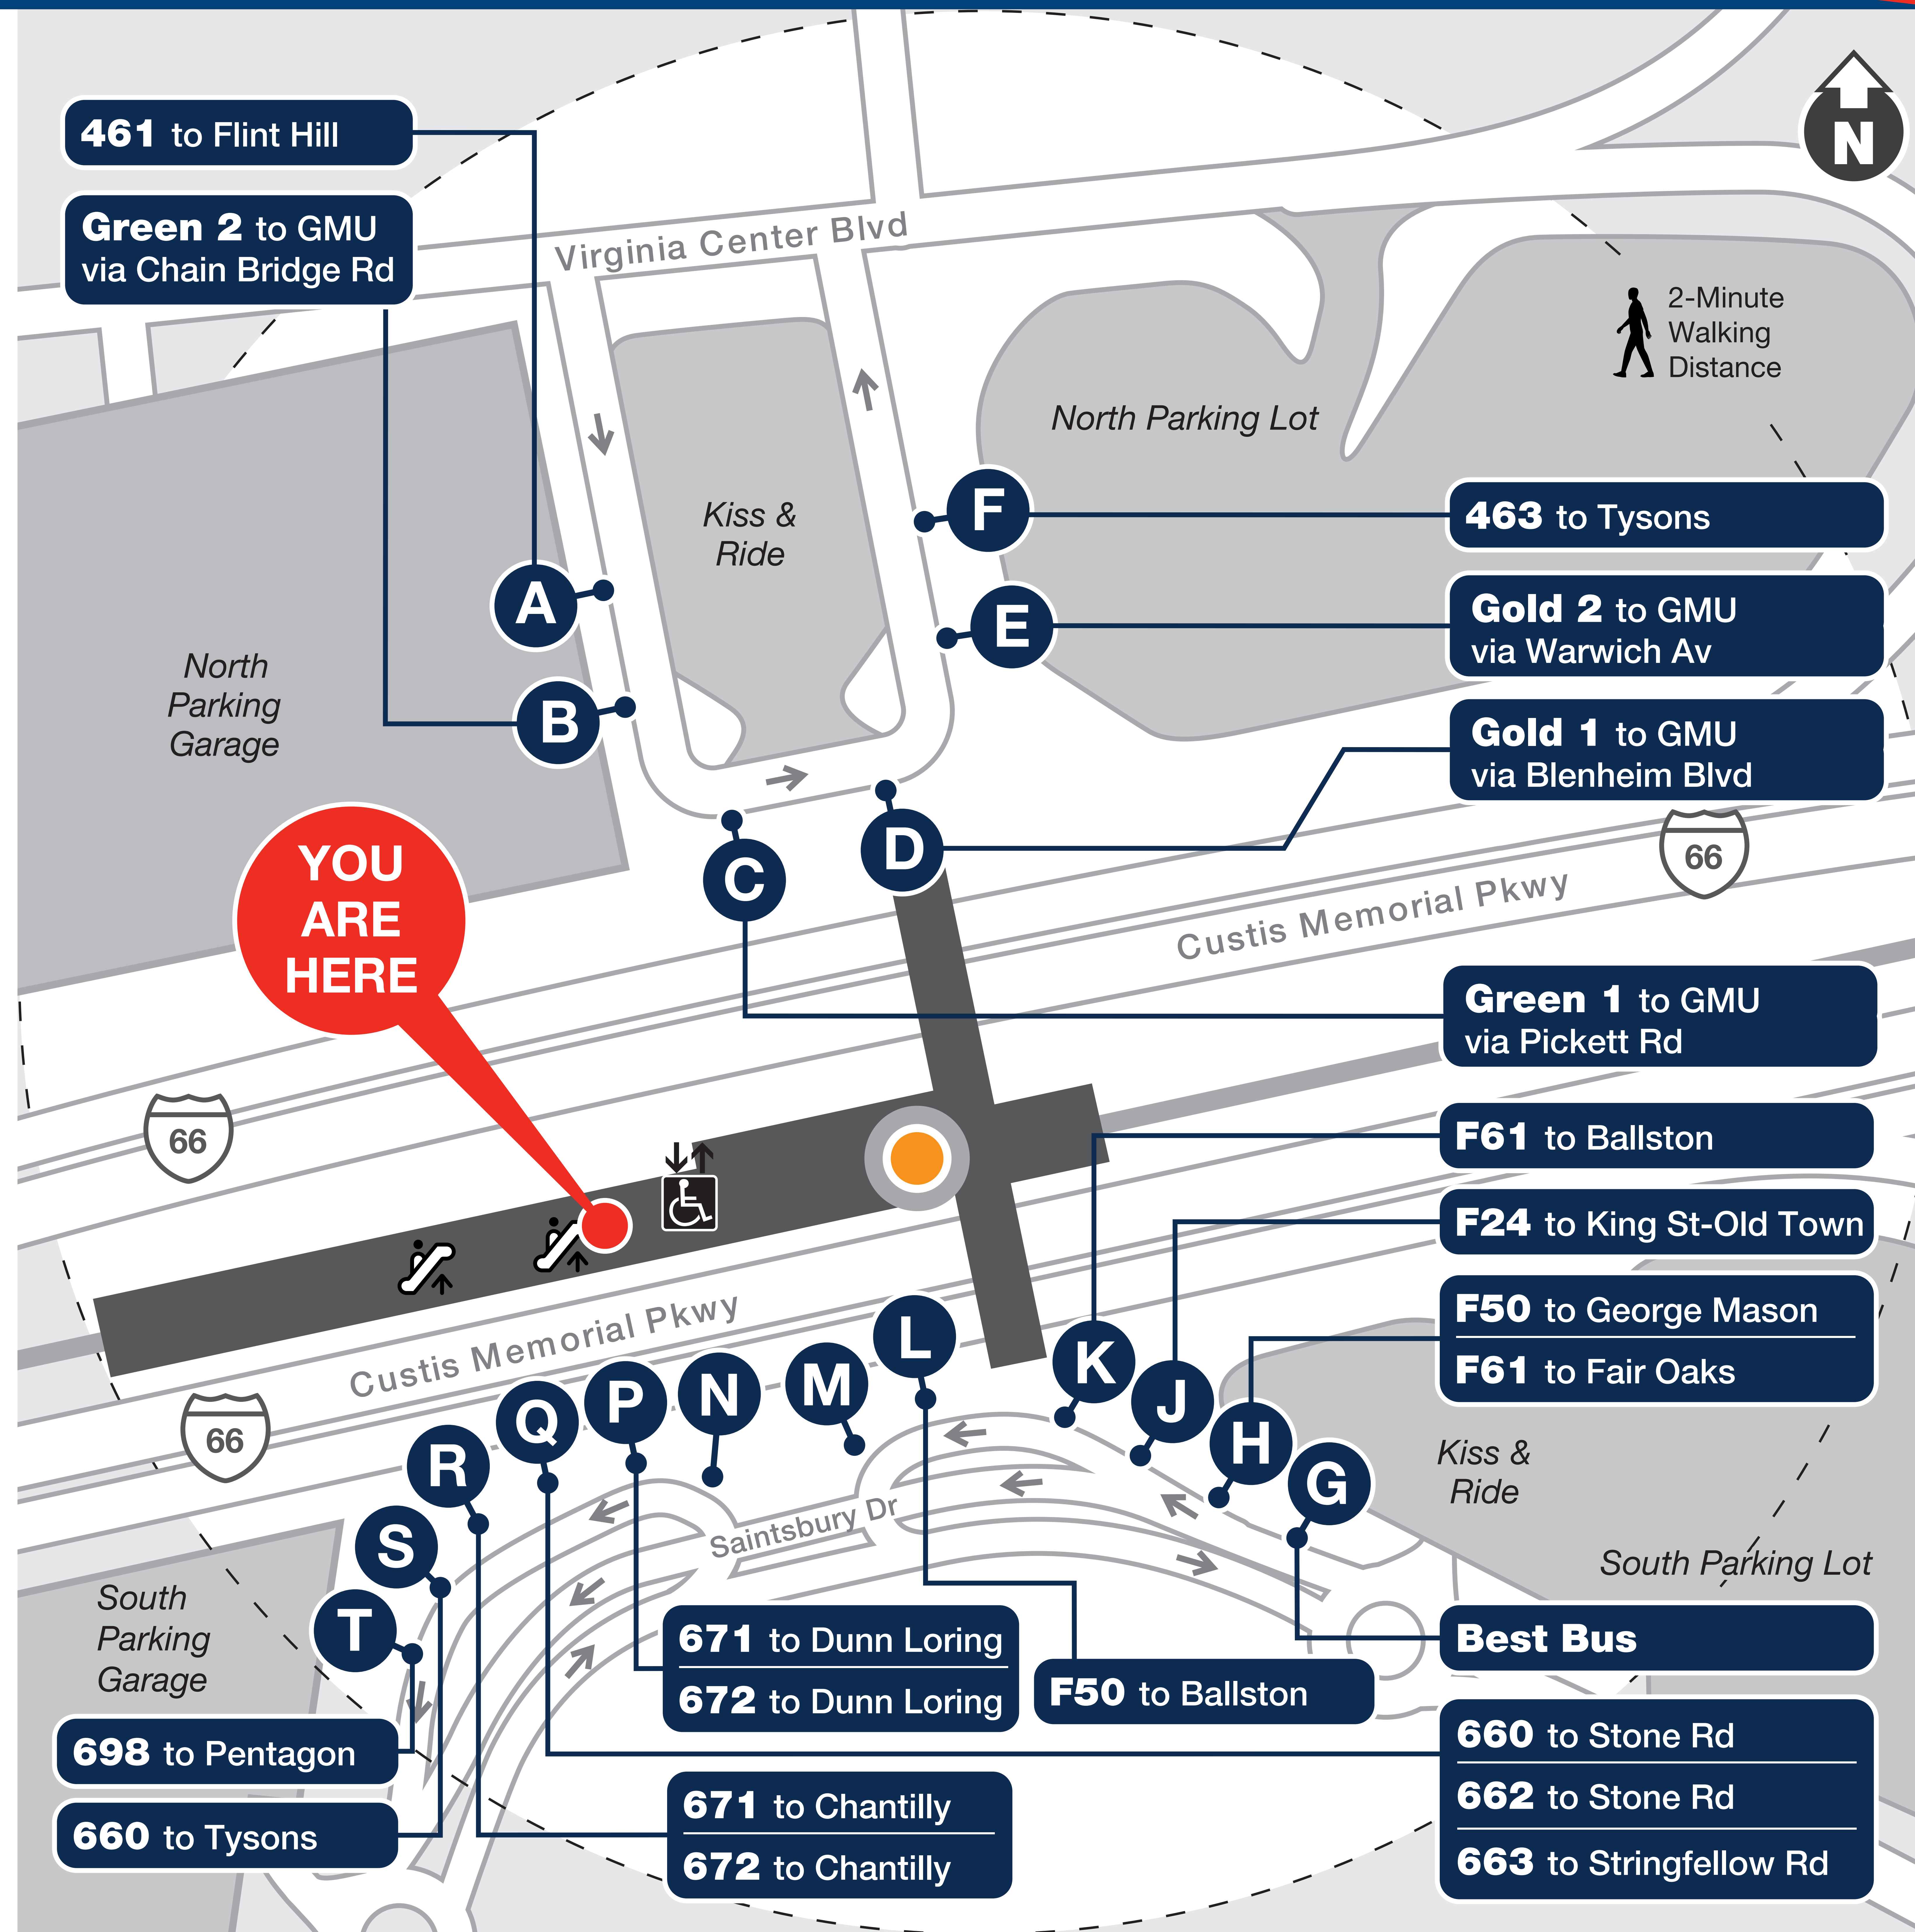 N
461 to Flint Hill
Green 2 to GMU
via Chain Bridge Rd
Virginia Center Blvd
2-Minute
Walking
Distance
North Parking Lot
Kiss &
Ride
F
463 to Tysons
A
E
Gold 2 to GMU
via Warwich Av
North
Parking
Garage
B
Gold 1 to GMU
via Blenheim Blvd
D
C
66
Custis Memorial Pkwy
YOU
ARE
HERE
Green 1 to GMU
via Pickett Rd
66
F61 to Ballston
F24 to King St-Old Town
F50 to George Mason
F61 to Fair Oaks
Custis Memorial Pkwy
66
L
K
M
N
P
Q
R
J
H
G
S
T
Kiss &
Ride
Saintsbury Dr
South Parking Lot
South
Parking
Garage
671 to Dunn Loring
672 to Dunn Loring
F50 to Ballston
Best Bus
698 to Pentagon
660 to Tysons
671 to Chantilly
672 to Chantilly
660 to Stone Rd
662 to Stone Rd
663 to Stringfellow Rd